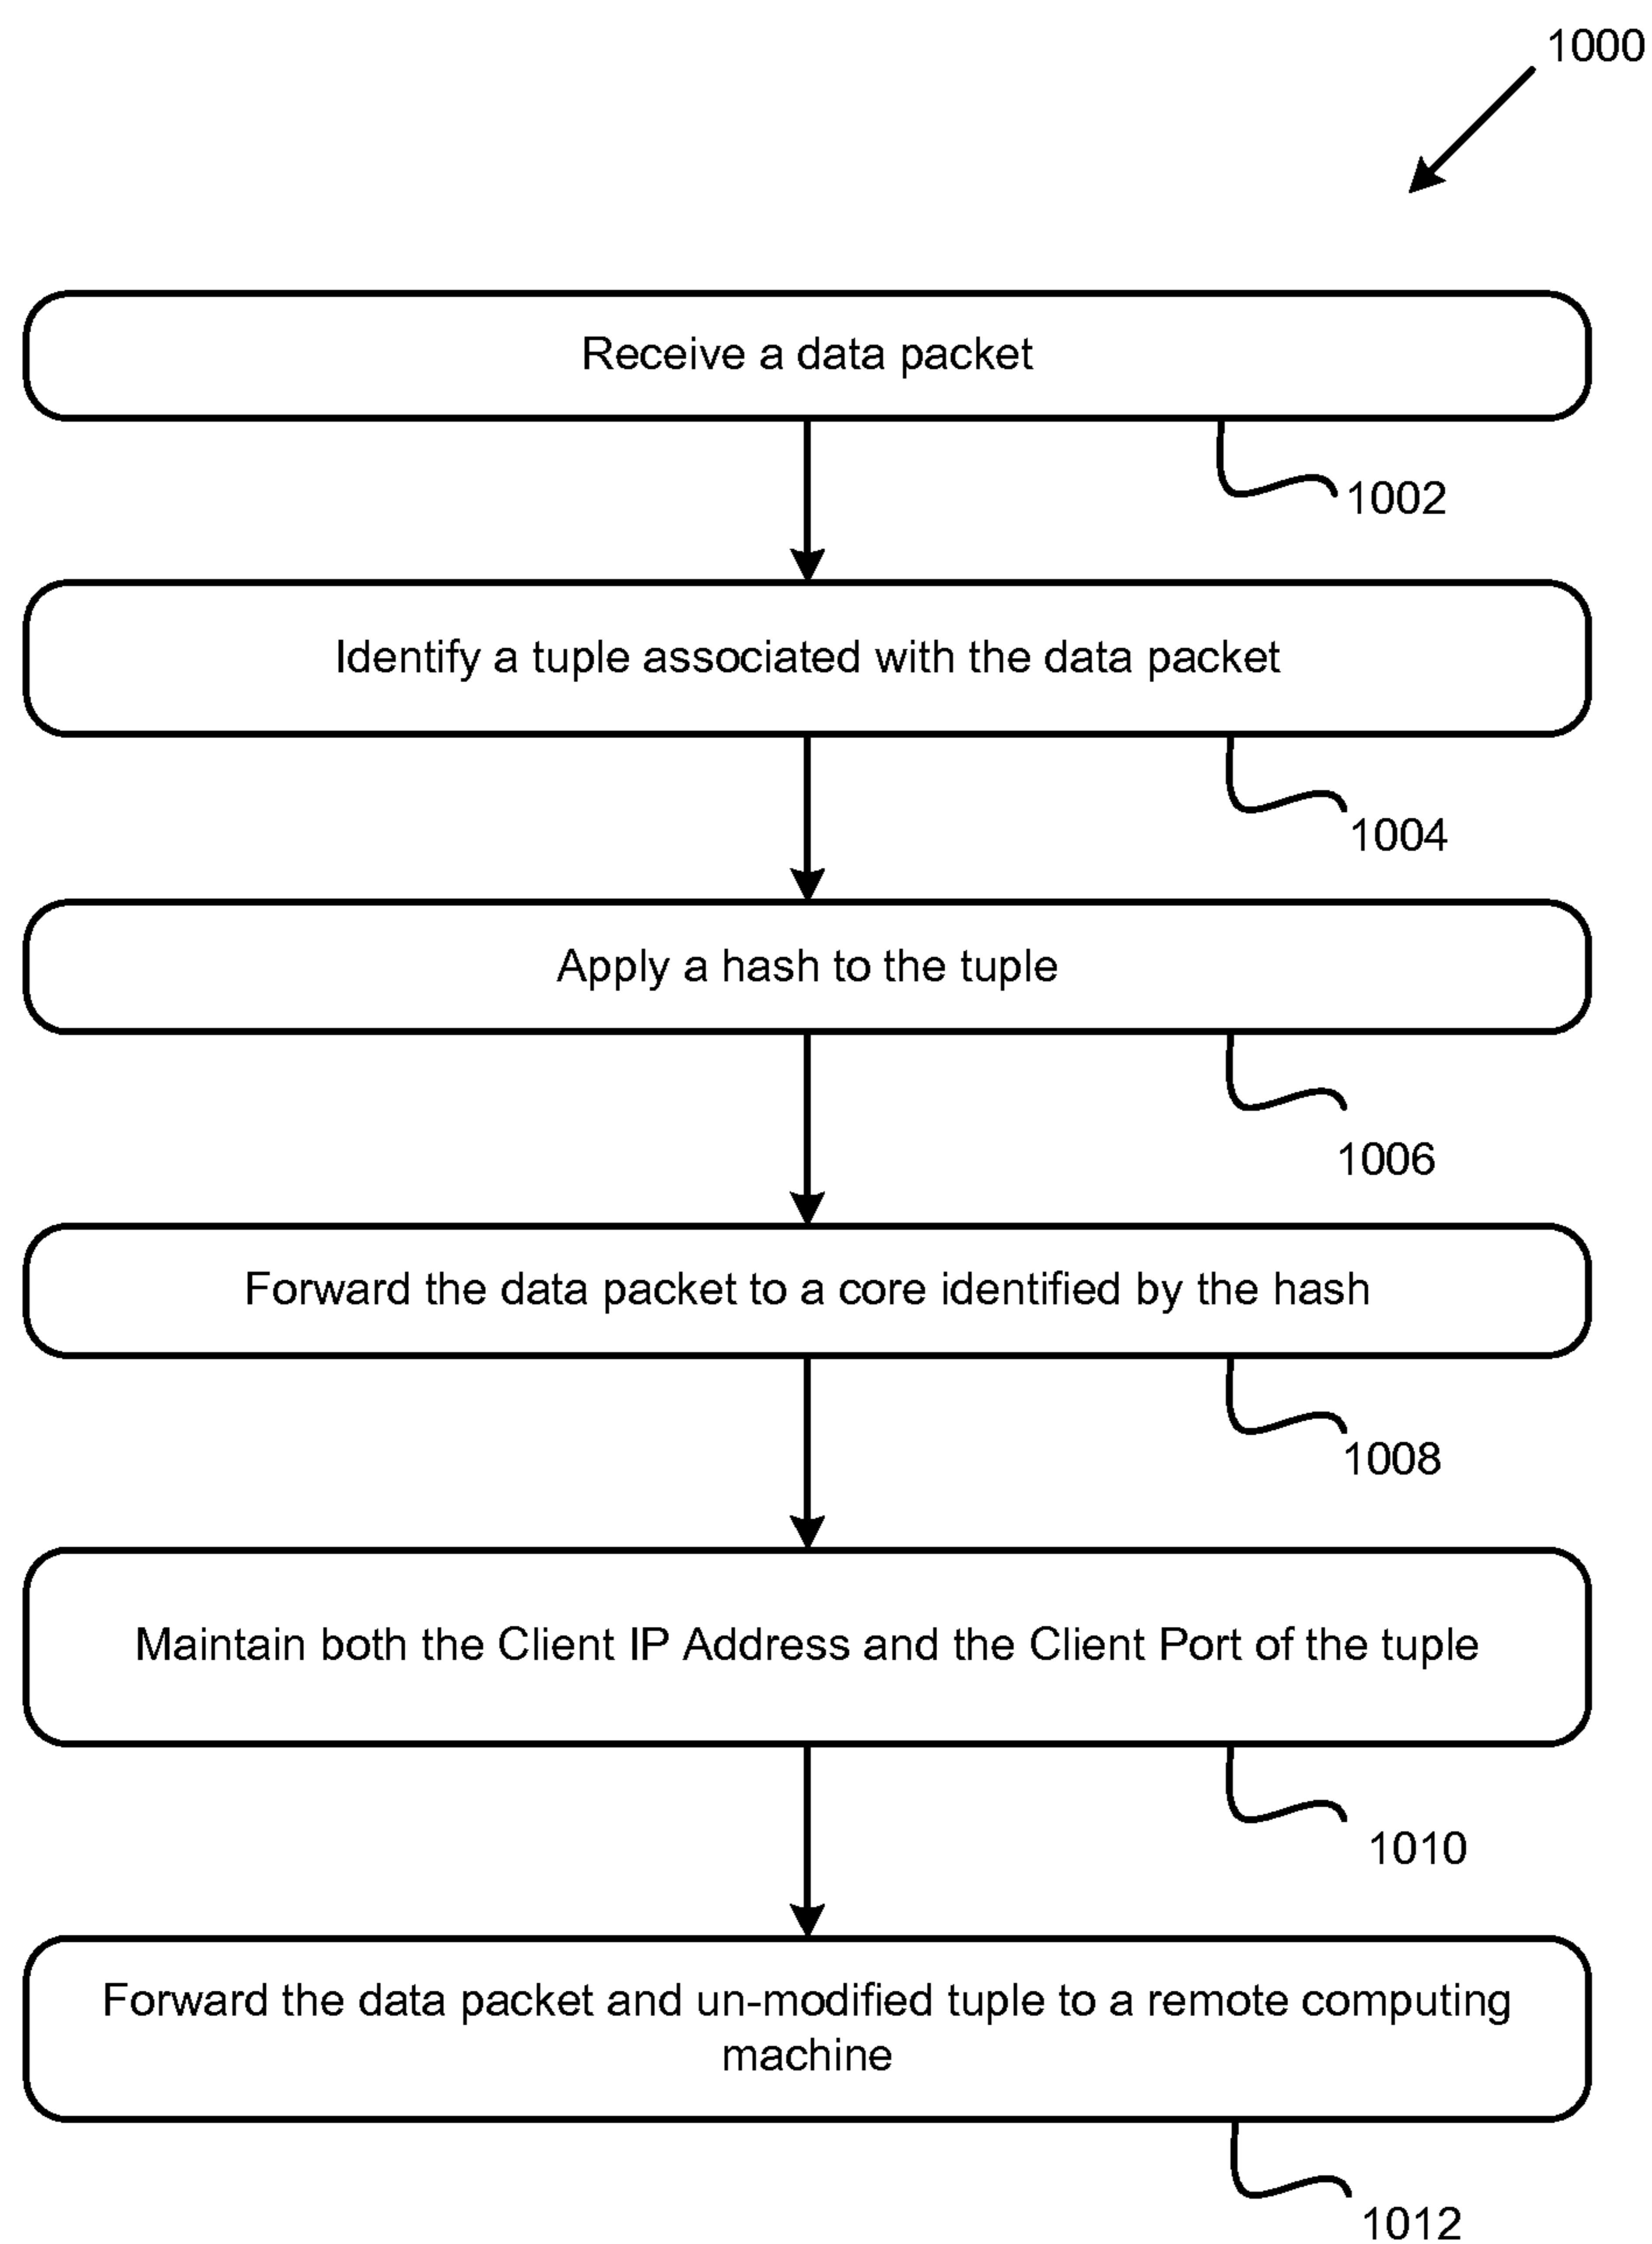 1000
Receive a data packet
1002
Identify a tuple associated with the data packet
1004
Apply a hash to the tuple
1006
Forward the data packet to a core identified by the hash
1008
Maintain both the Client IP Address and the Client Port of the tuple
1010
Forward the data packet and un-modified tuple to a remote computing
machine
1012